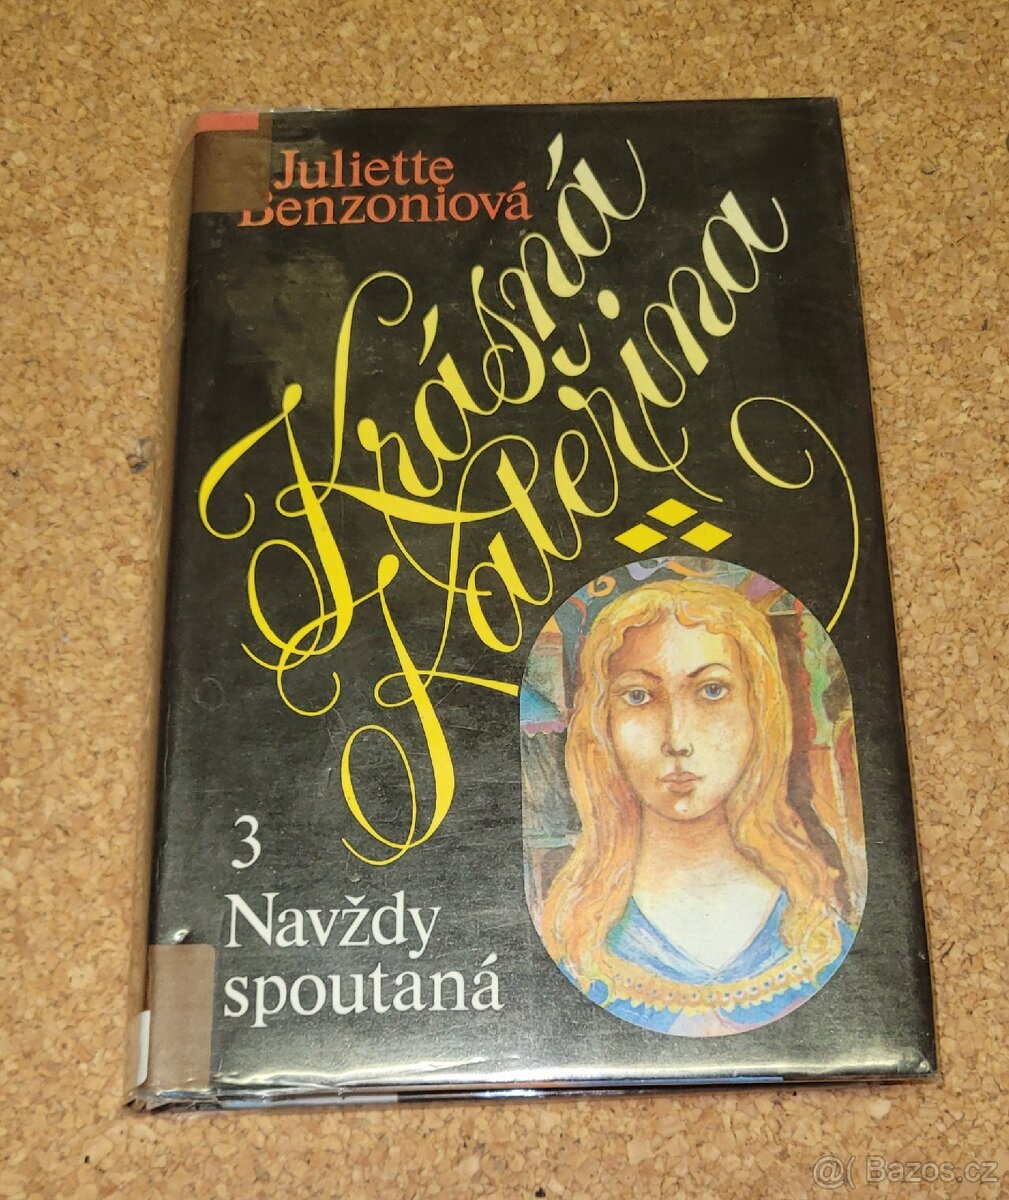 Juliette
Benzoniová
Krásná
Kateřina
3
Navždy
spoutaná
@( Bazos.cz